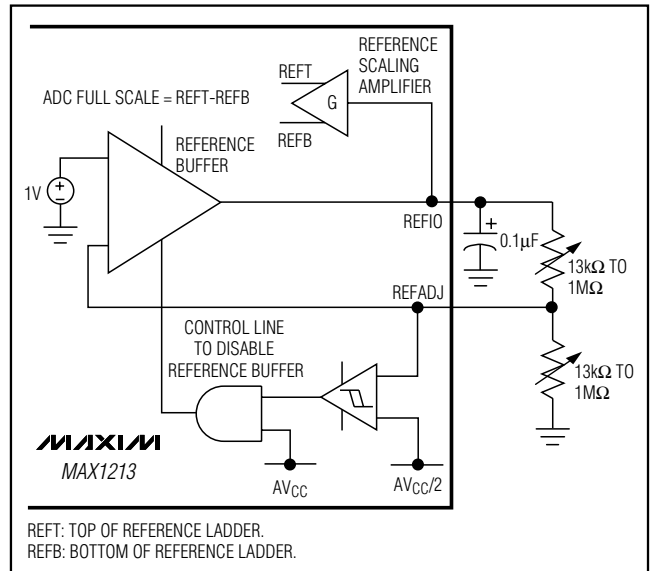 REFERENCE
SCALING
AMPLIFIER
REFT
G
REFB
ADC FULL SCALE = REFT-REFB
REFERENCE
BUFFER
1V
+
−
REFIO
+
0.1µF
13kΩ TO
1MΩ
REFADJ
13kΩ TO
1MΩ
CONTROL LINE
TO DISABLE
REFERENCE BUFFER
MAXIM
MAX1213
AVCC
AVCC/2
REFT: TOP OF REFERENCE LADDER.
REFB: BOTTOM OF REFERENCE LADDER.